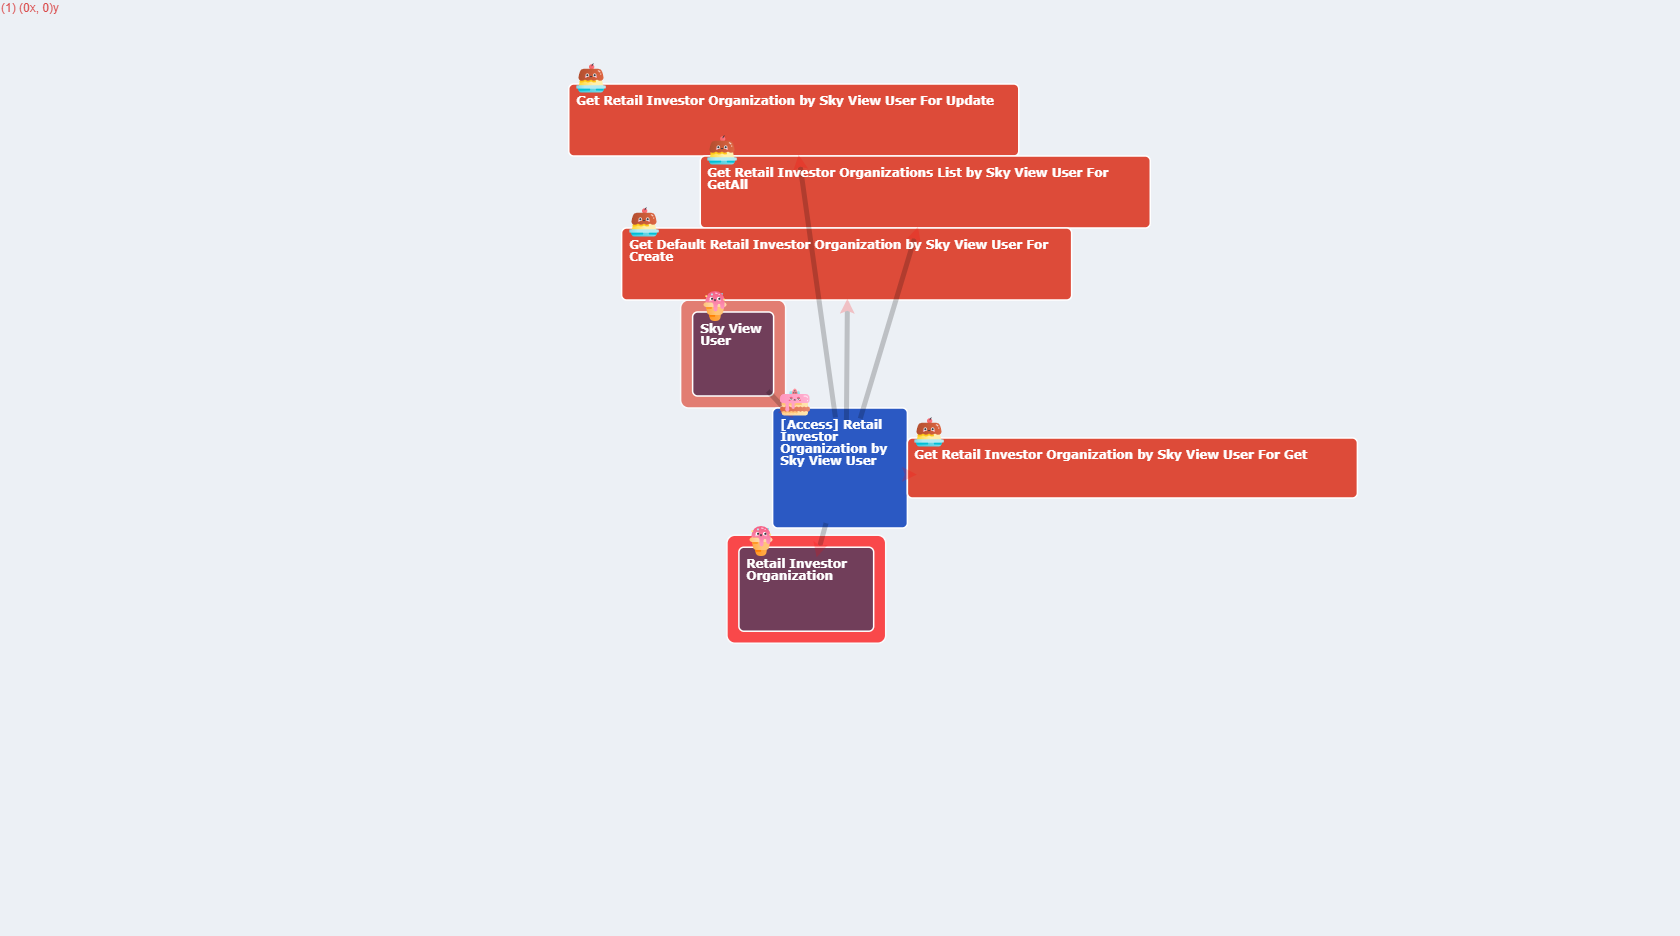 (1) (0x, 0)y
Get Retail Investor Organization by Sky View User For Update
Get Retail Investor Organizations List by Sky View User For
GetAll
Get Default Retail Investor Organization by Sky View User For
Create
Sky View
User
[Access] Retail
Investor
Organization by
Sky View User
Get Retail Investor Organization by Sky View User For Get
Retail Investor
Organization